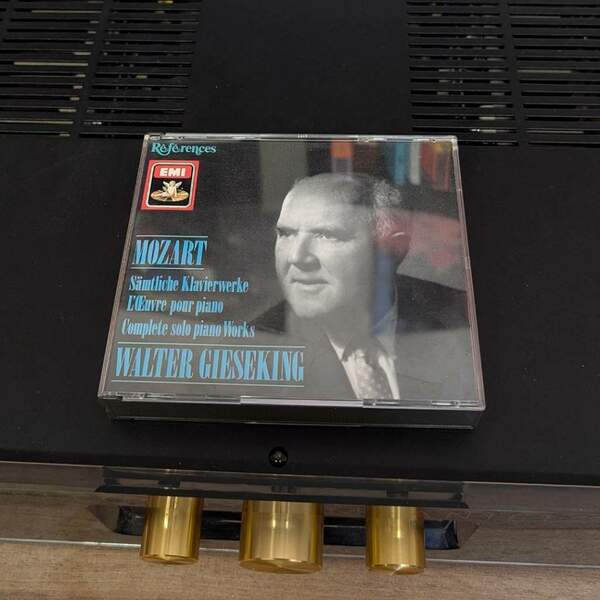 Références
EMI
MOZART
Sämtliche Klavierwerke
L'Œuvre pour piano
Complete solo piano Works
WALTER GIESEKING